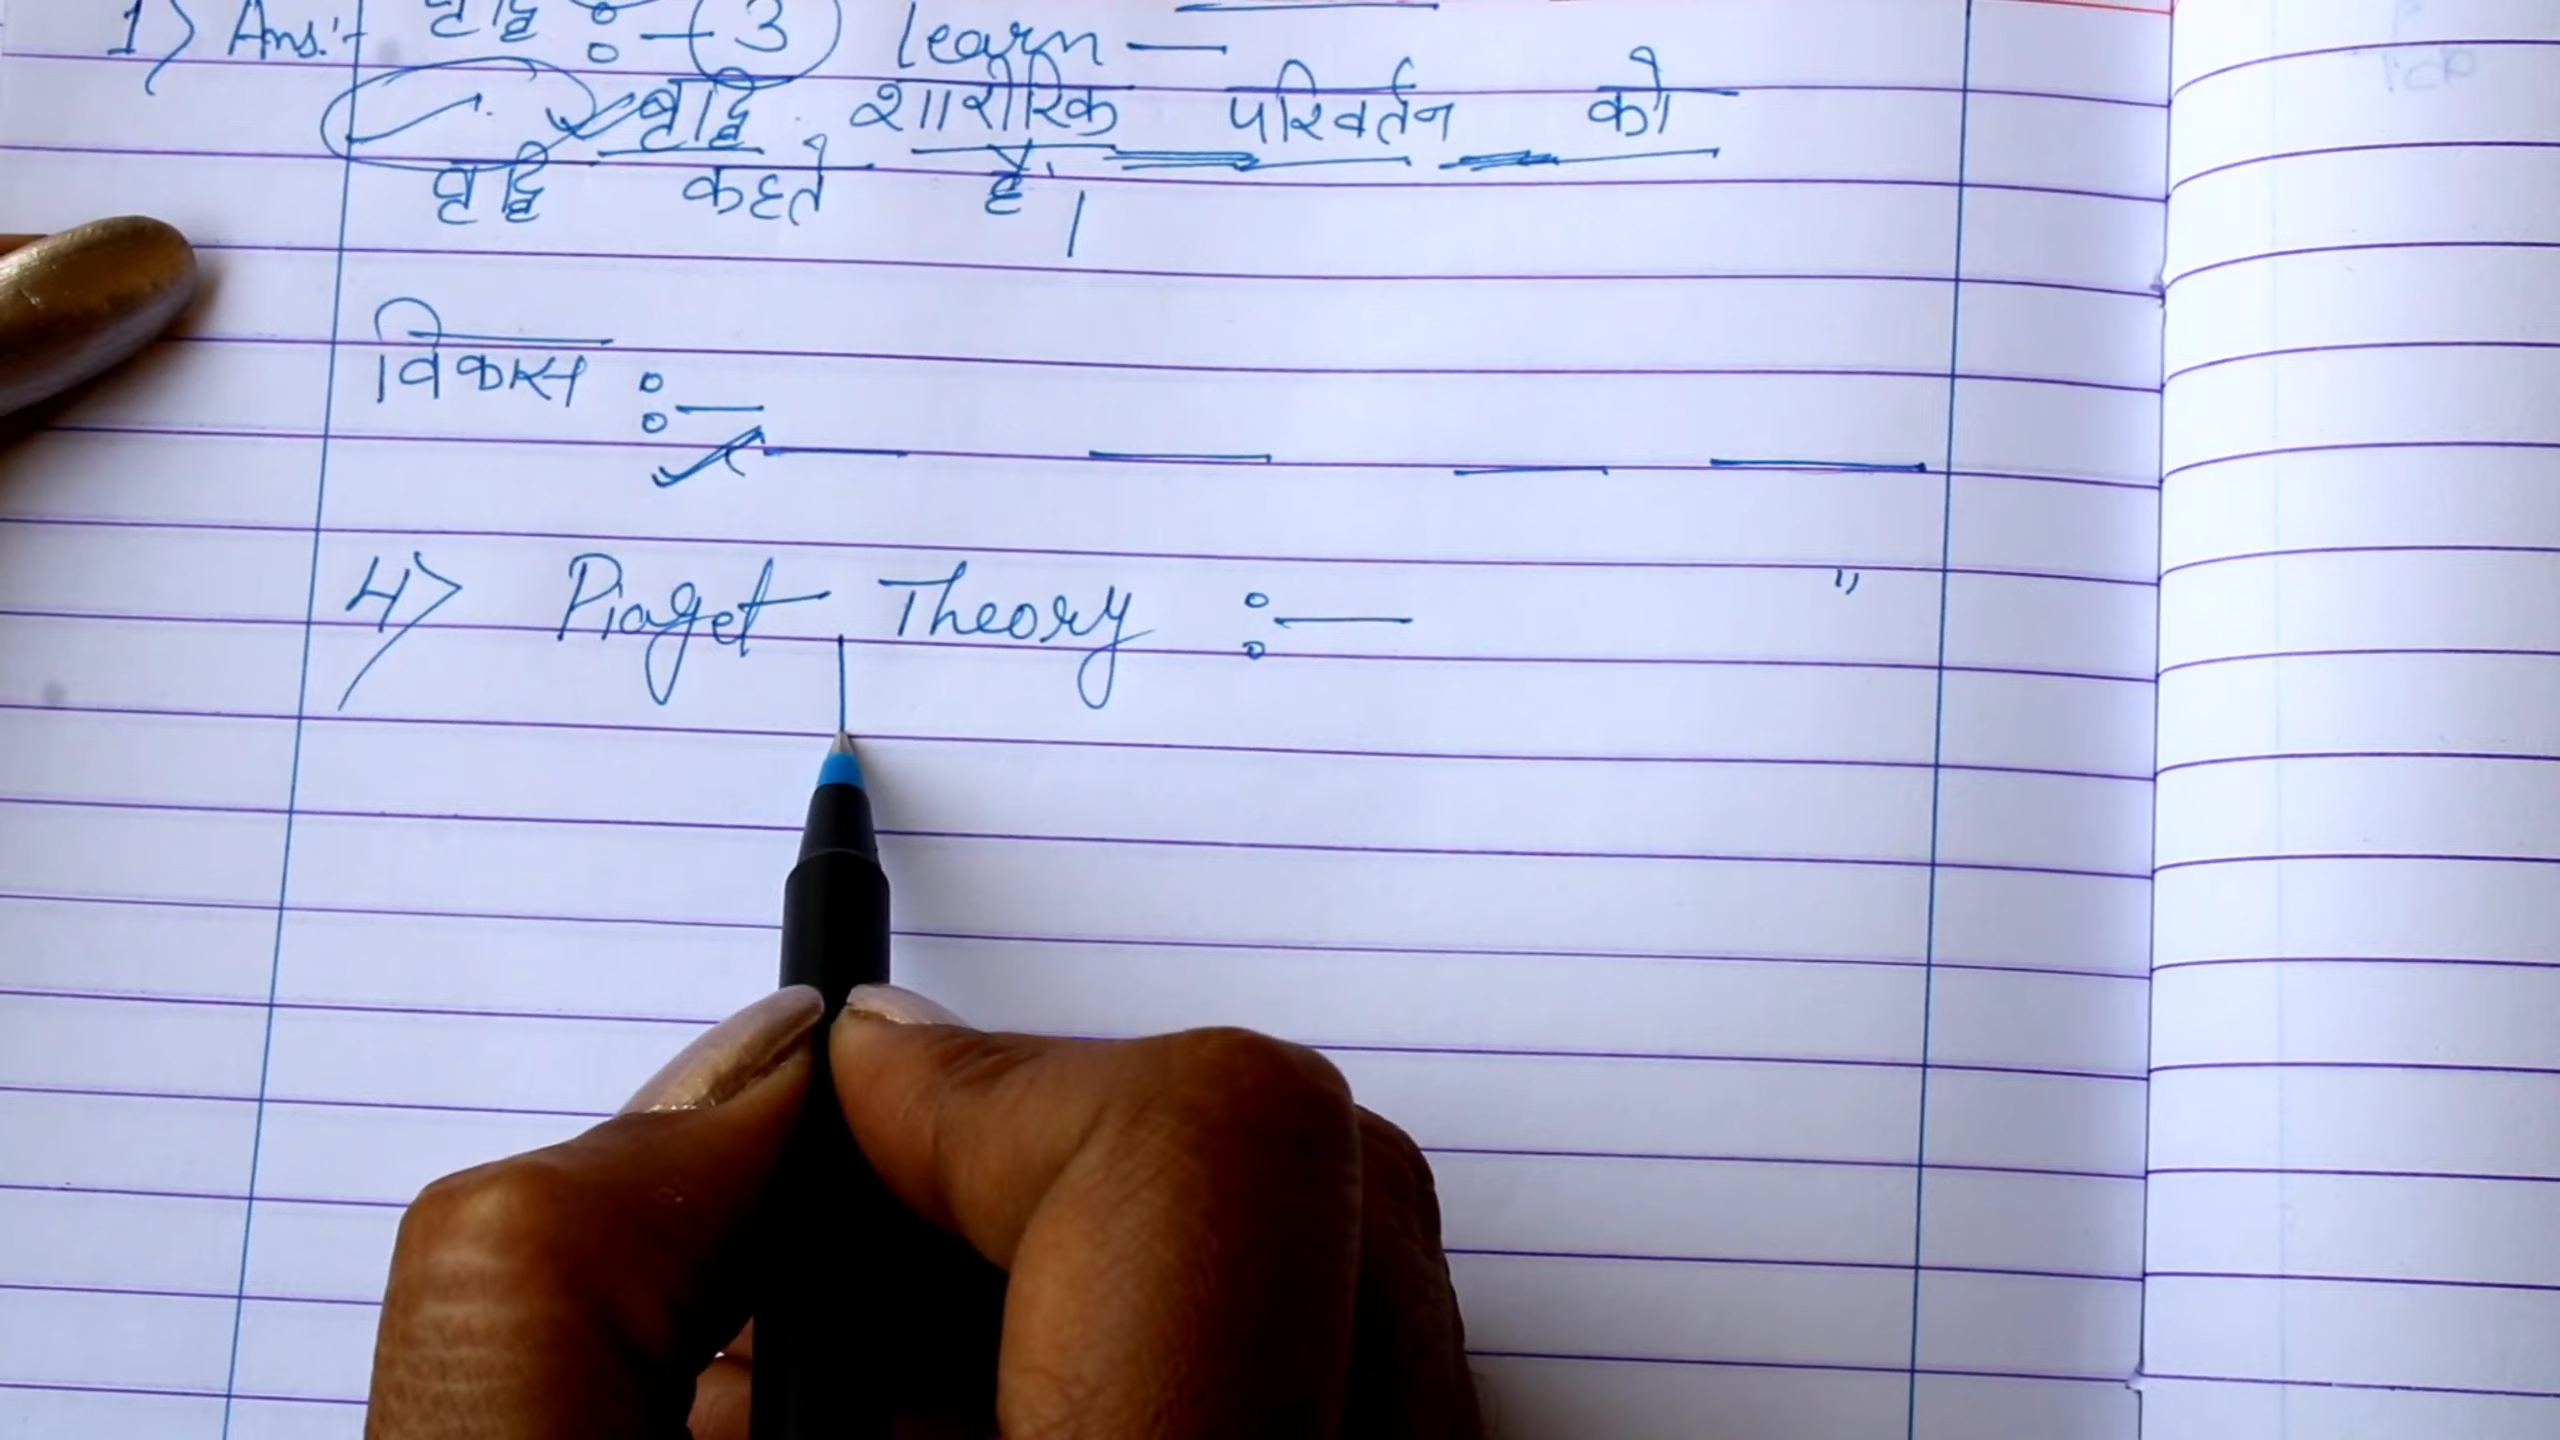 1) Ans:- वृद्धि :- (3) learn —
वृद्धि शारीरिक परिवर्तन को
वृद्धि कहते हैं।
विकास :-
4) Piaget Theory :-